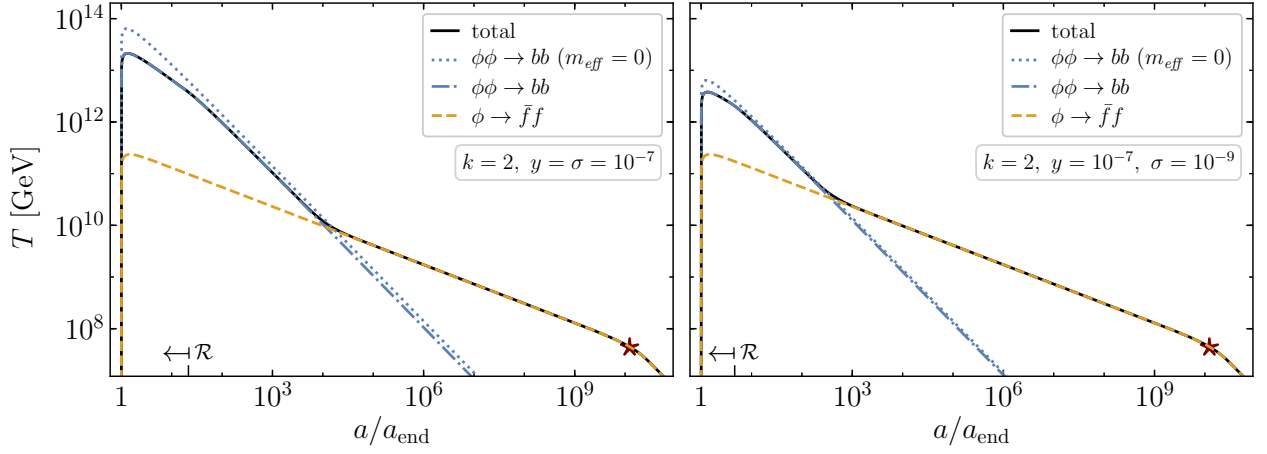 10^14
10^12
10^10
10^8
T [GeV]
total
ϕϕ → bb (m_eff = 0)
ϕϕ → bb
ϕ → f̄f
k = 2, y = σ = 10^−7
← R
1
10^3
10^6
10^9
a/a_end
total
ϕϕ → bb (m_eff = 0)
ϕϕ → bb
ϕ → f̄f
k = 2, y = 10^−7, σ = 10^−9
← R
1
10^3
10^6
10^9
a/a_end